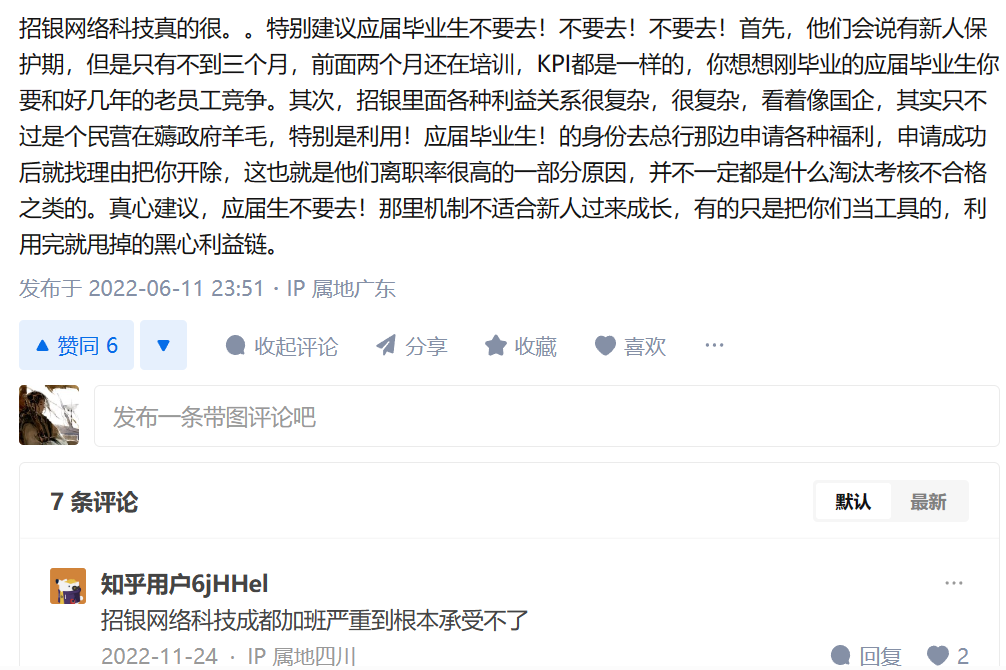 招银网络科技真的很。。特别建议应届毕业生不要去！不要去！不要去！首先，他们会说有新人保
护期，但是只有不到三个月，前面两个月还在培训，KPI都是一样的，你想想刚毕业的应届毕业生你
要和好几年的老员工竞争。其次，招银里面各种利益关系很复杂，很复杂，看着像国企，其实只不
过是个民营在薅政府羊毛，特别是利用！应届毕业生！的身份去总行那边申请各种福利，申请成功
后就找理由把你开除，这也就是他们离职率很高的一部分原因，并不一定都是什么淘汰考核不合格
之类的。真心建议，应届生不要去！那里机制不适合新人过来成长，有的只是把你们当工具的，利
用完就甩掉的黑心利益链。
发布于 2022-06-11 23:51 · IP 属地广东
赞同 6 收起评论 分享 收藏 喜欢 ···
发布一条带图评论吧
7 条评论 默认 最新
知乎用户6jHHel ···
招银网络科技成都加班严重到根本承受不了
2022-11-24 · IP 属地四川 回复 2